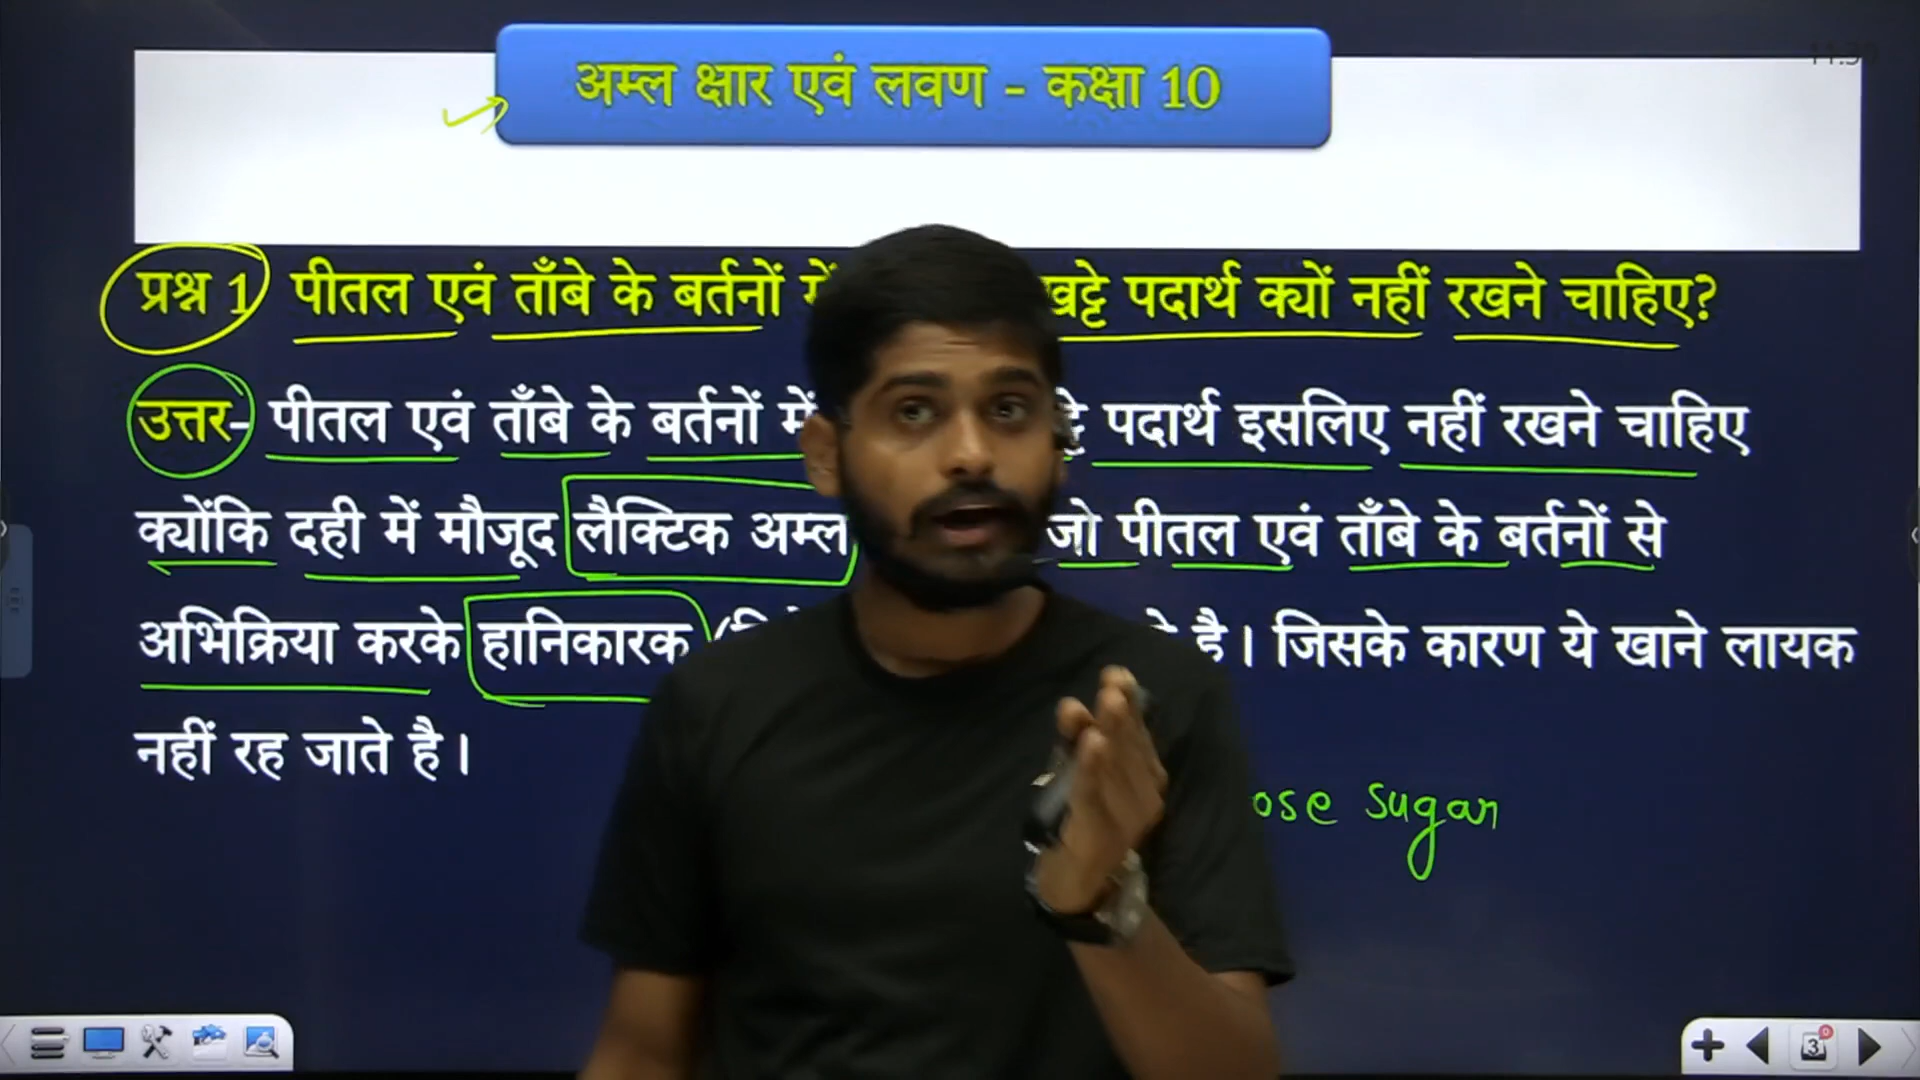 अम्ल क्षार एवं लवण - कक्षा 10
प्रश्न 1 पीतल एवं ताँबे के बर्तनों में खट्टे पदार्थ क्यों नहीं रखने चाहिए?
उत्तर- पीतल एवं ताँबे के बर्तनों में पदार्थ इसलिए नहीं रखने चाहिए
क्योंकि दही में मौजूद लैक्टिक अम्ल जो पीतल एवं ताँबे के बर्तनों से
अभिक्रिया करके हानिकारक है। जिसके कारण ये खाने लायक
नहीं रह जाते है।
ose sugar
3